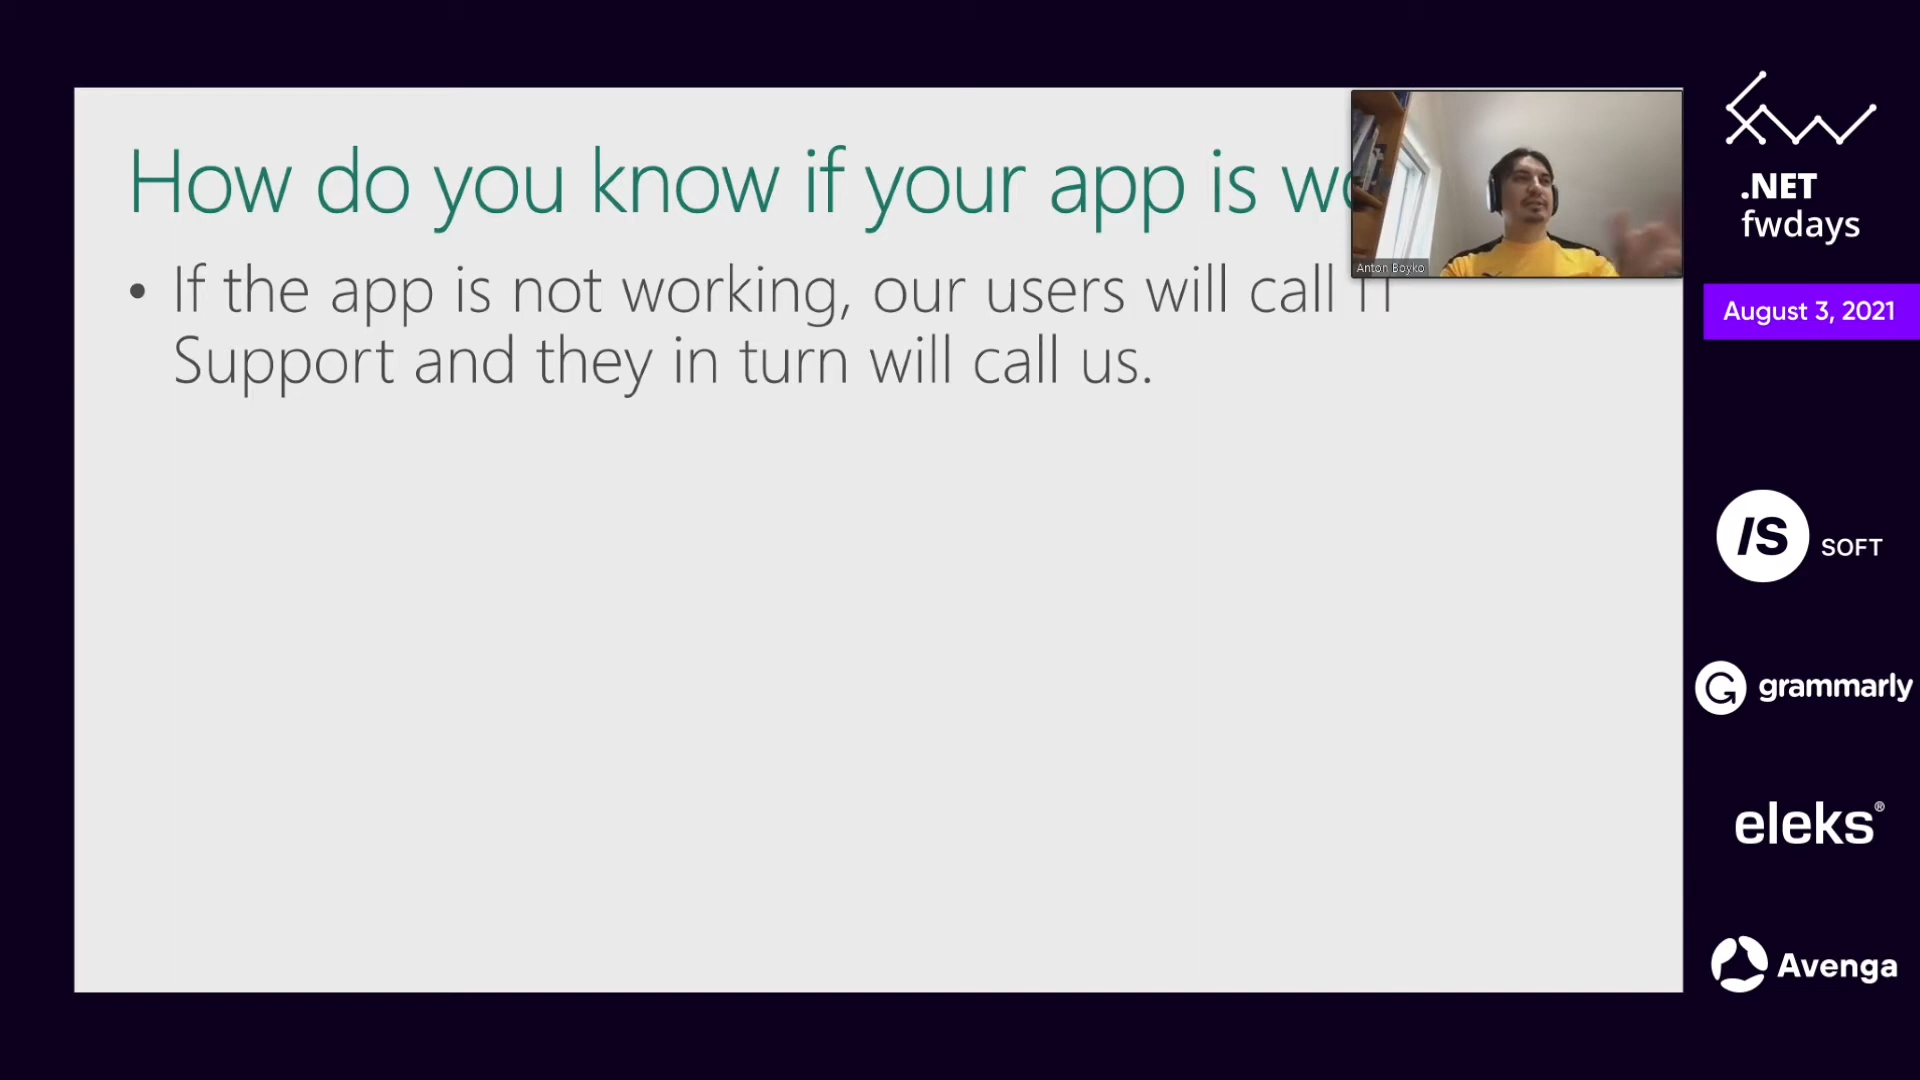 How do you know if your app is
• If the app is not working, our users will call IT
Support and they in turn will call us.
Anton Boyko
.NET
fwdays
August 3, 2021
IS SOFT
G grammarly
eleks®
Avenga